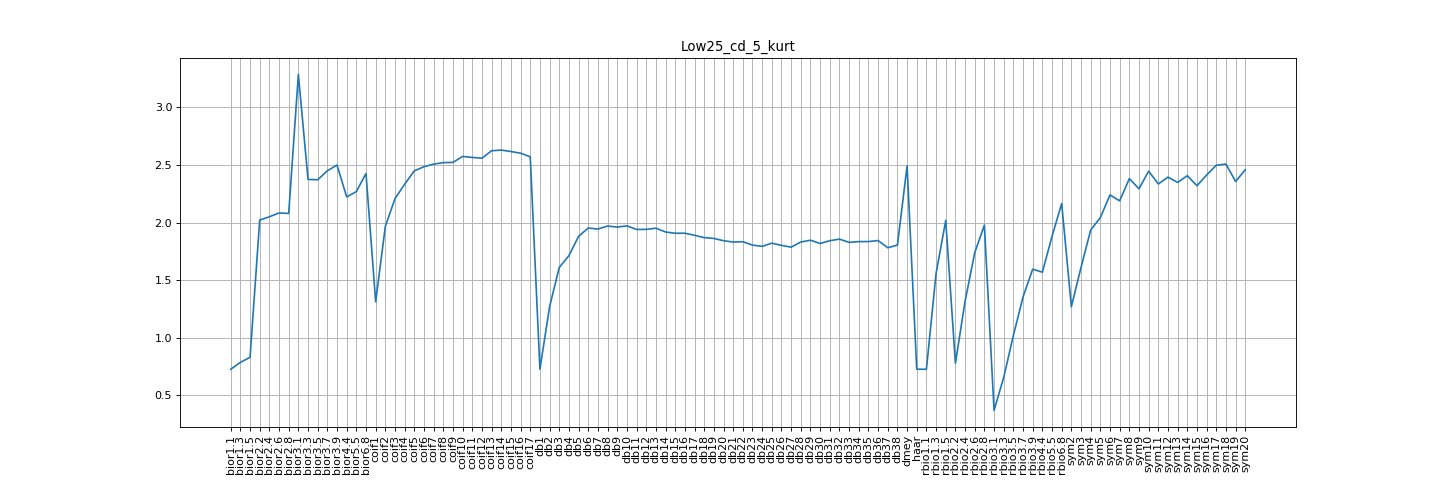 Low25_cd_5_kurt
3.0
2.5
2.0
1.5
1.0
0.5
bior1.1
bior1.3
bior1.5
bior2.2
bior2.4
bior2.6
bior2.8
bior3.1
bior3.3
bior3.5
bior3.7
bior3.9
bior4.4
bior5.5
bior6.8
coif1
coif2
coif3
coif4
coif5
coif6
coif7
coif8
coif9
coif10
coif11
coif12
coif13
coif14
coif15
coif16
coif17
db1
db2
db3
db4
db5
db6
db7
db8
db9
db10
db11
db12
db13
db14
db15
db16
db17
db18
db19
db20
db21
db22
db23
db24
db25
db26
db27
db28
db29
db30
db31
db32
db33
db34
db35
db36
db37
db38
dmey
haar
rbio1.1
rbio1.3
rbio1.5
rbio2.2
rbio2.4
rbio2.6
rbio2.8
rbio3.1
rbio3.3
rbio3.5
rbio3.7
rbio3.9
rbio4.4
rbio5.5
rbio6.8
sym2
sym3
sym4
sym5
sym6
sym7
sym8
sym9
sym10
sym11
sym12
sym13
sym14
sym15
sym16
sym17
sym18
sym19
sym20